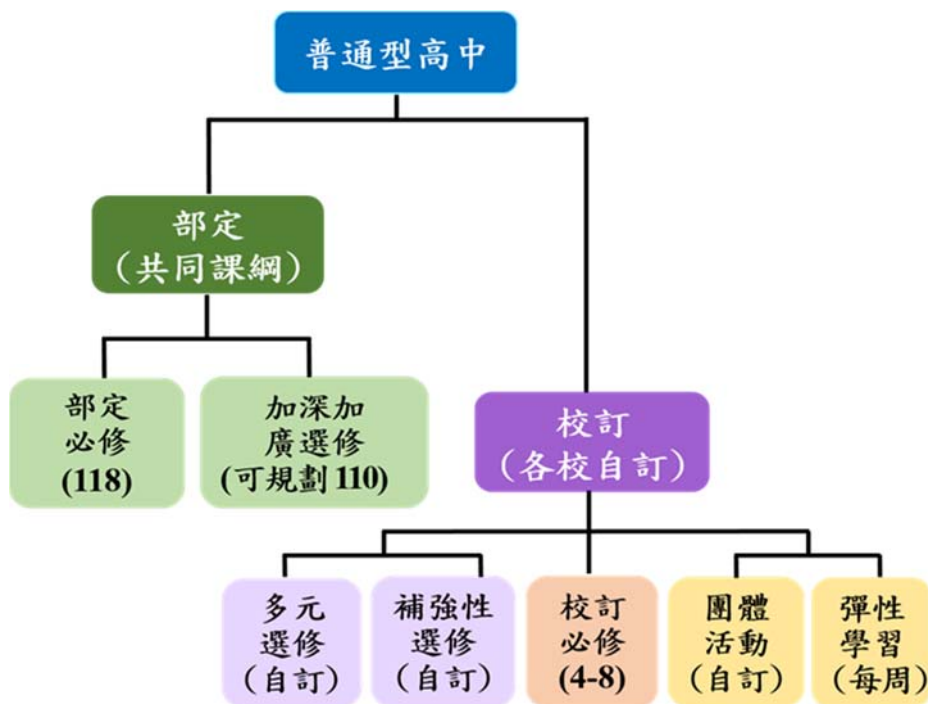 普通型高中
部定
（共同課綱）
部定
必修
(118)
加深加
廣選修
(可規劃110)
校訂
（各校自訂）
多元
選修
（自訂）
補強性
選修
（自訂）
校訂
必修
(4-8)
團體
活動
（自訂）
彈性
學習
（每周）